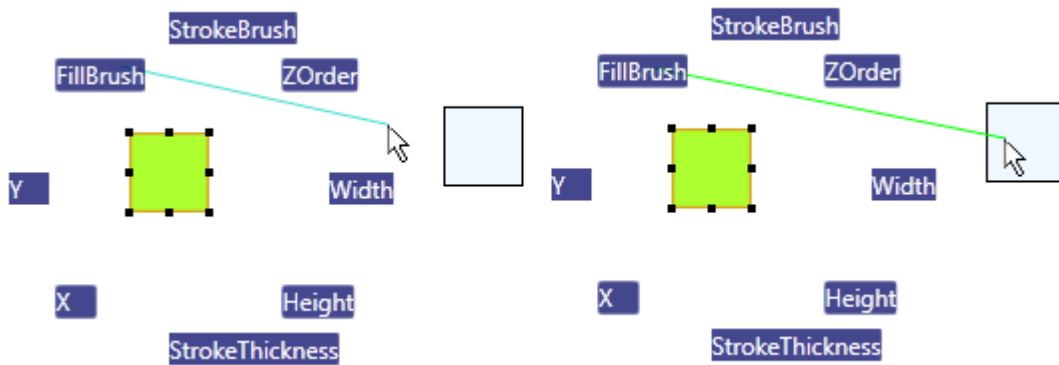 StrokeBrush
FillBrush
ZOrder
Y
Width
X
Height
StrokeThickness
StrokeBrush
FillBrush
ZOrder
Y
Width
X
Height
StrokeThickness